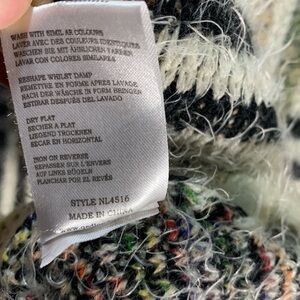 WASH WITH SIMILAR COLOURS
LAVER AVEC DES COULEURS IDENTIQUES
WASCHEN SIE MIT ÄHNLICHEN FARBEN
LAVAR CON COLORES SIMILARES
RESHAPE WHILST DAMP
REMETTRE EN FORME APRÈS LAVAGE
NACH DER WÄSCHE IN FORM BRINGEN
ESTIRAR DESPUÉS DEL LAVADO
DRY FLAT
SECHER A PLAT
LIEGEND TROCKNEN
SECAR EN HORIZONTAL
IRON ON REVERSE
REPASSER SUR L'ENVERS
AUF LINKS BÜGELN
PLANCHAR POR EL REVÉS
STYLE NL4516
MADE IN CHINA